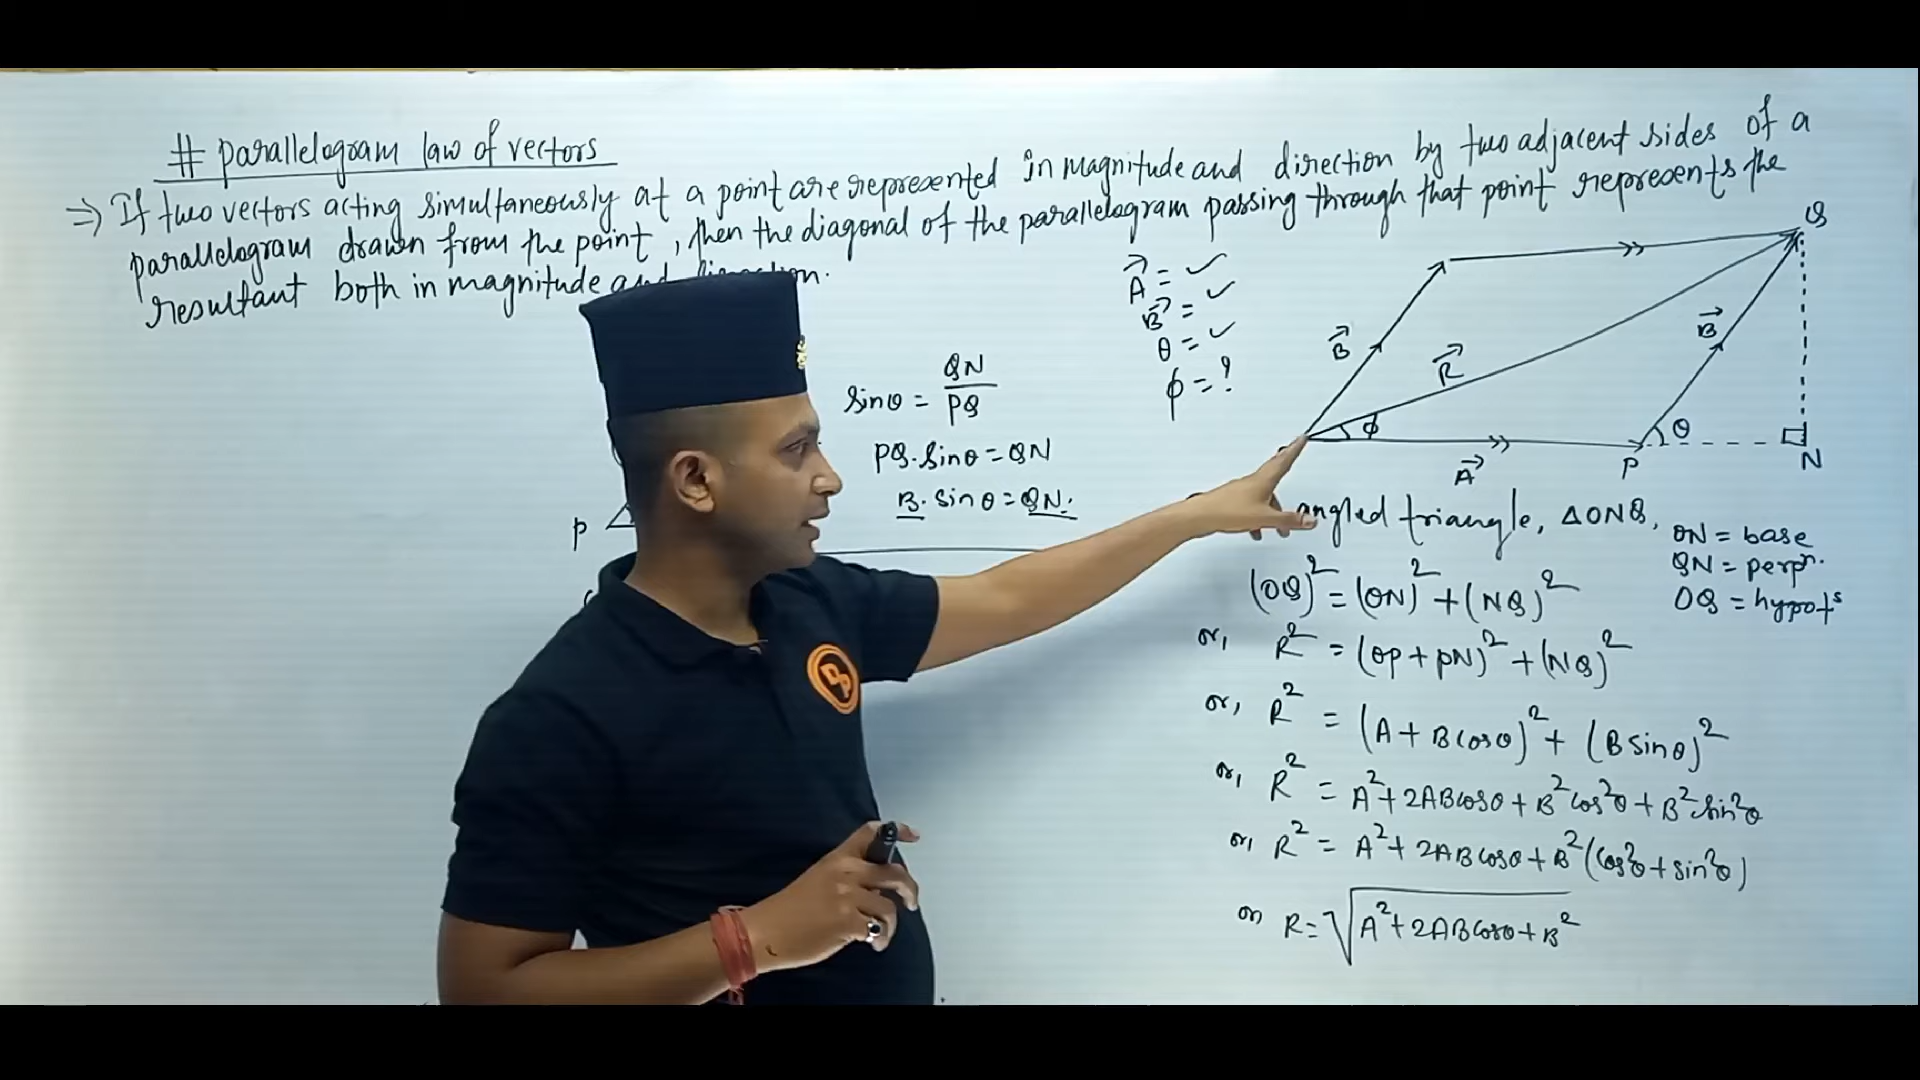 # parallelogram law of vectors
⇒ If two vectors acting simultaneously at a point are represented in magnitude and direction by two adjacent sides of a
parallelogram drawn from the point, then the diagonal of the parallelogram passing through that point represents the
resultant both in magnitude and
A⃗ = ✓
B⃗ = ✓
θ = ✓
ϕ = ?
sinθ = QN/PQ
PQ.sinθ = QN
B.sinθ = QN.
P
Q
B⃗
R⃗
B⃗
ϕ
θ
A⃗
P
N
angled triangle, ΔONQ,
ON = base
QN = perpⁿ.
OQ = hypotˢ
(OQ)² = (ON)² + (NQ)²
or, R² = (OP + PN)² + (NQ)²
or, R² = (A + Bcosθ)² + (Bsinθ)²
or, R² = A² + 2ABcosθ + B²cos²θ + B²sin²θ
or, R² = A² + 2ABcosθ + B²(cos²θ + sin²θ)
or R = √A² + 2ABcosθ + B²